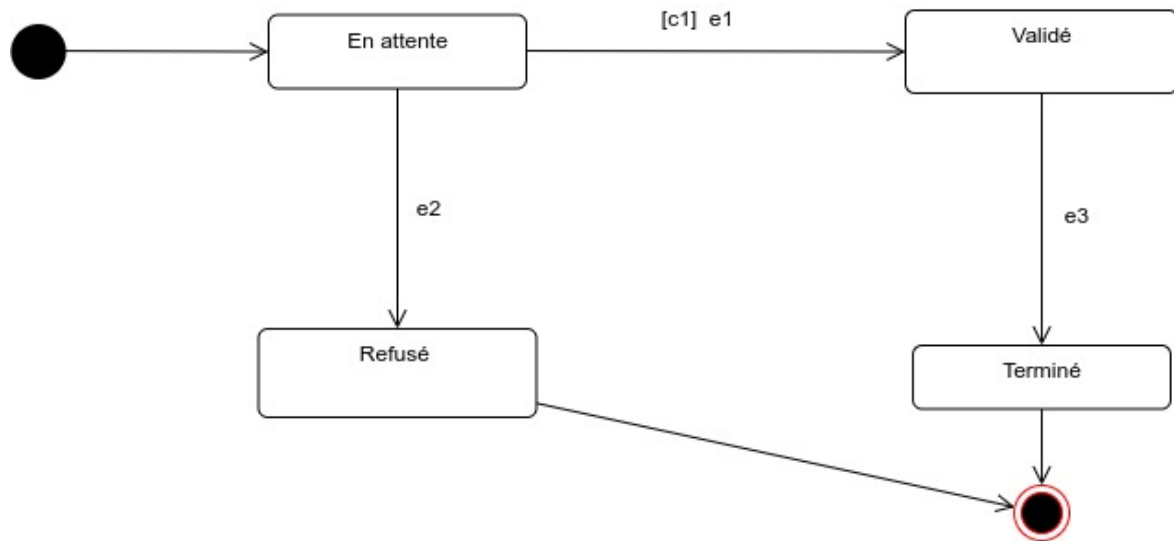 [c1]  e1
En attente
Validé
e2
e3
Refusé
Terminé